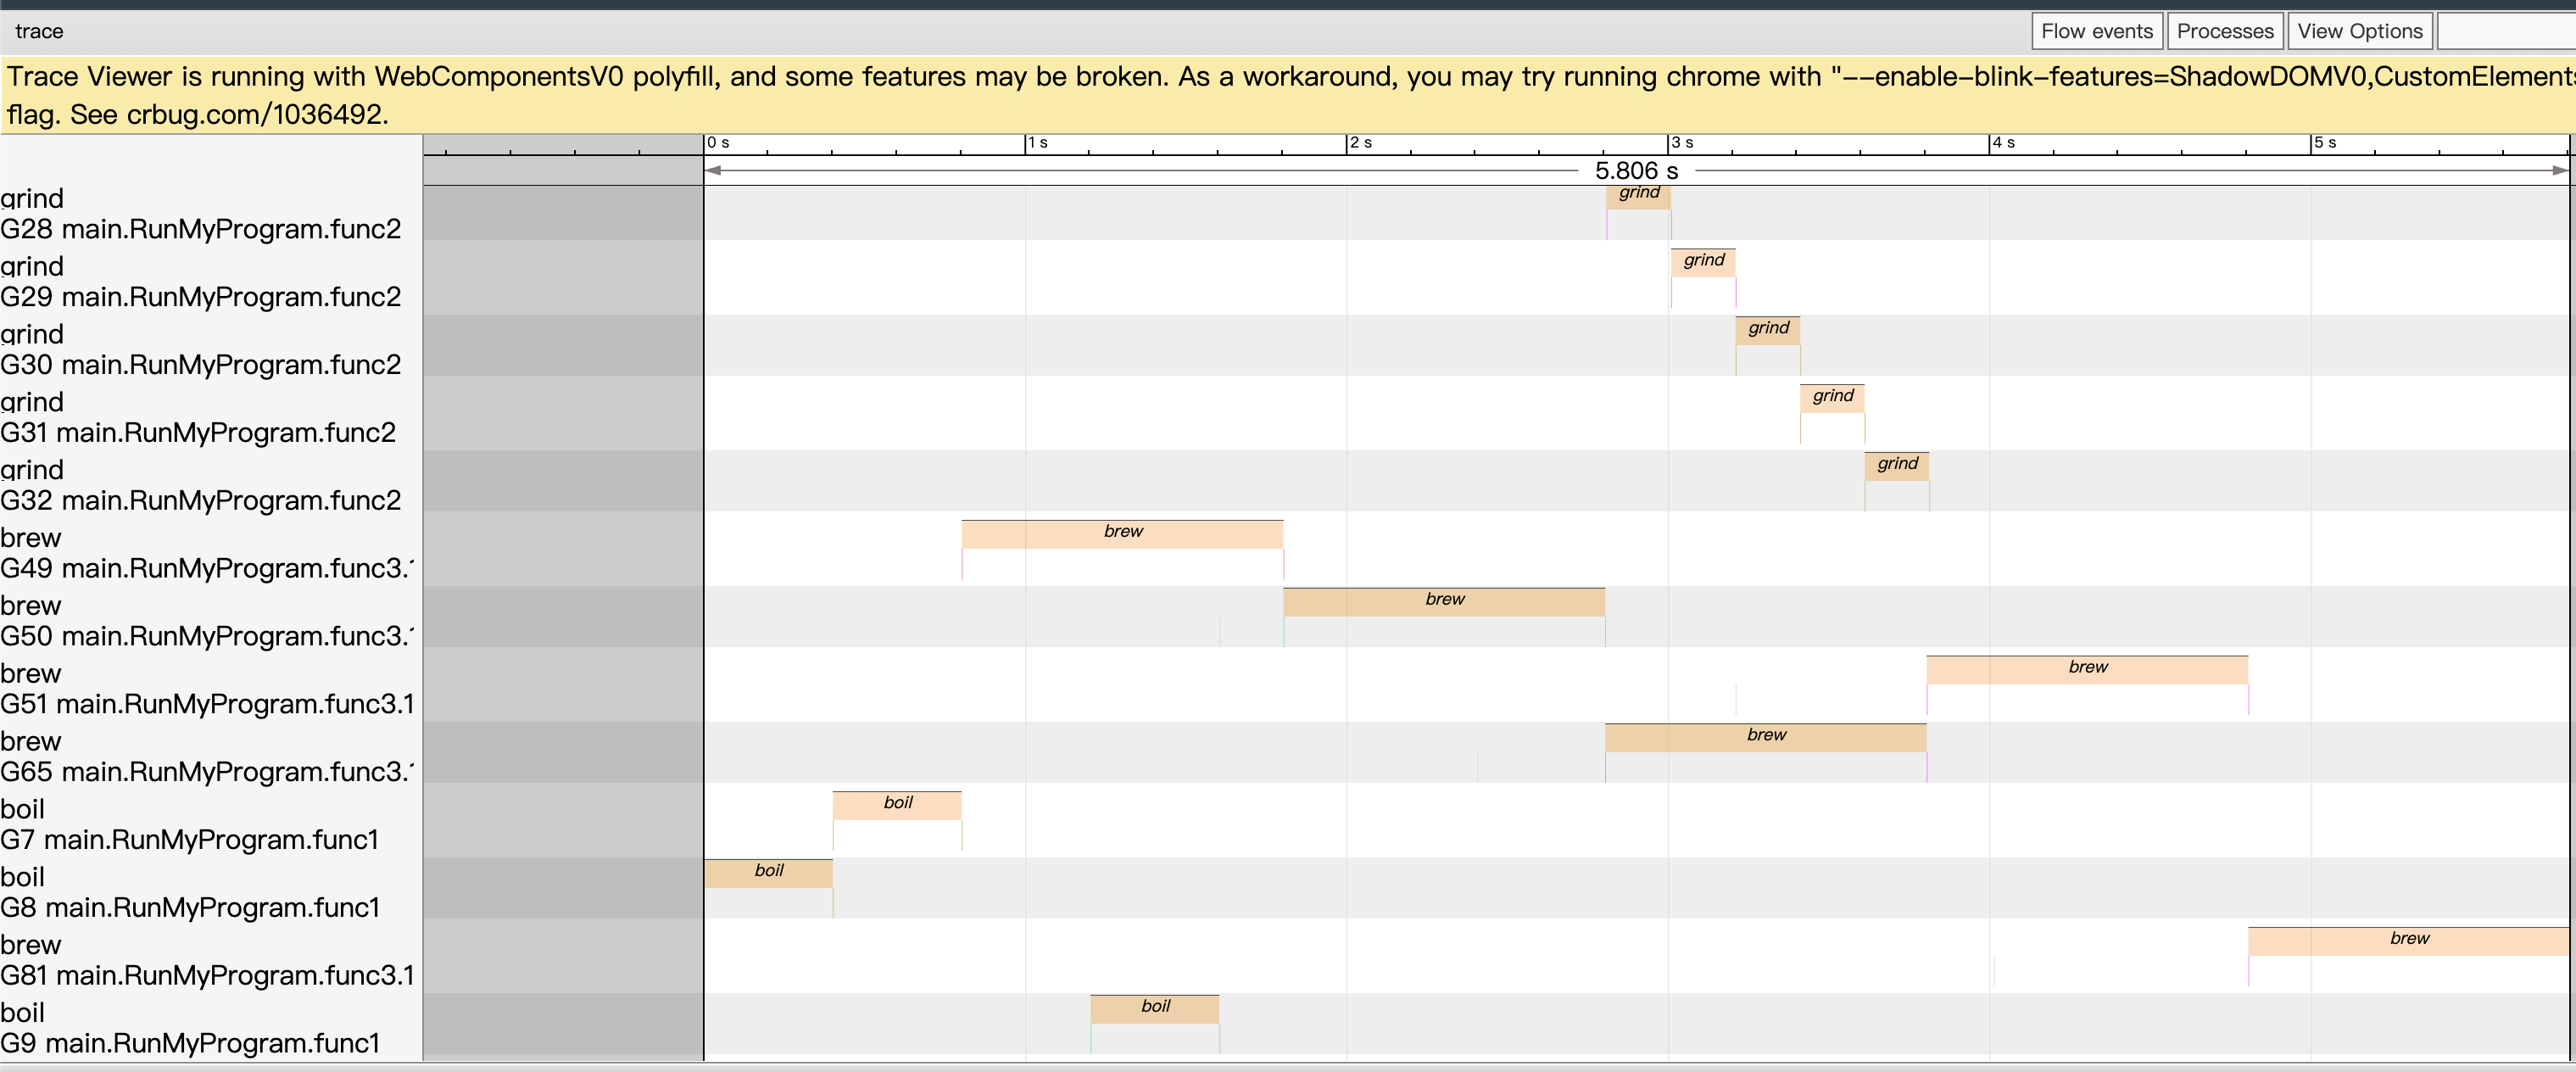 trace
Flow events
Processes
View Options
Trace Viewer is running with WebComponentsV0 polyfill, and some features may be broken. As a workaround, you may try running chrome with "--enable-blink-features=ShadowDOMV0,CustomElements
flag. See crbug.com/1036492.
0 s
1 s
2 s
3 s
4 s
5 s
5.806 s
grind
G28 main.RunMyProgram.func2
grind
grind
G29 main.RunMyProgram.func2
grind
grind
G30 main.RunMyProgram.func2
grind
grind
G31 main.RunMyProgram.func2
grind
grind
G32 main.RunMyProgram.func2
grind
brew
G49 main.RunMyProgram.func3.1
brew
brew
G50 main.RunMyProgram.func3.1
brew
brew
G51 main.RunMyProgram.func3.1
brew
brew
G65 main.RunMyProgram.func3.1
brew
boil
G7 main.RunMyProgram.func1
boil
boil
G8 main.RunMyProgram.func1
boil
brew
G81 main.RunMyProgram.func3.1
brew
boil
G9 main.RunMyProgram.func1
boil